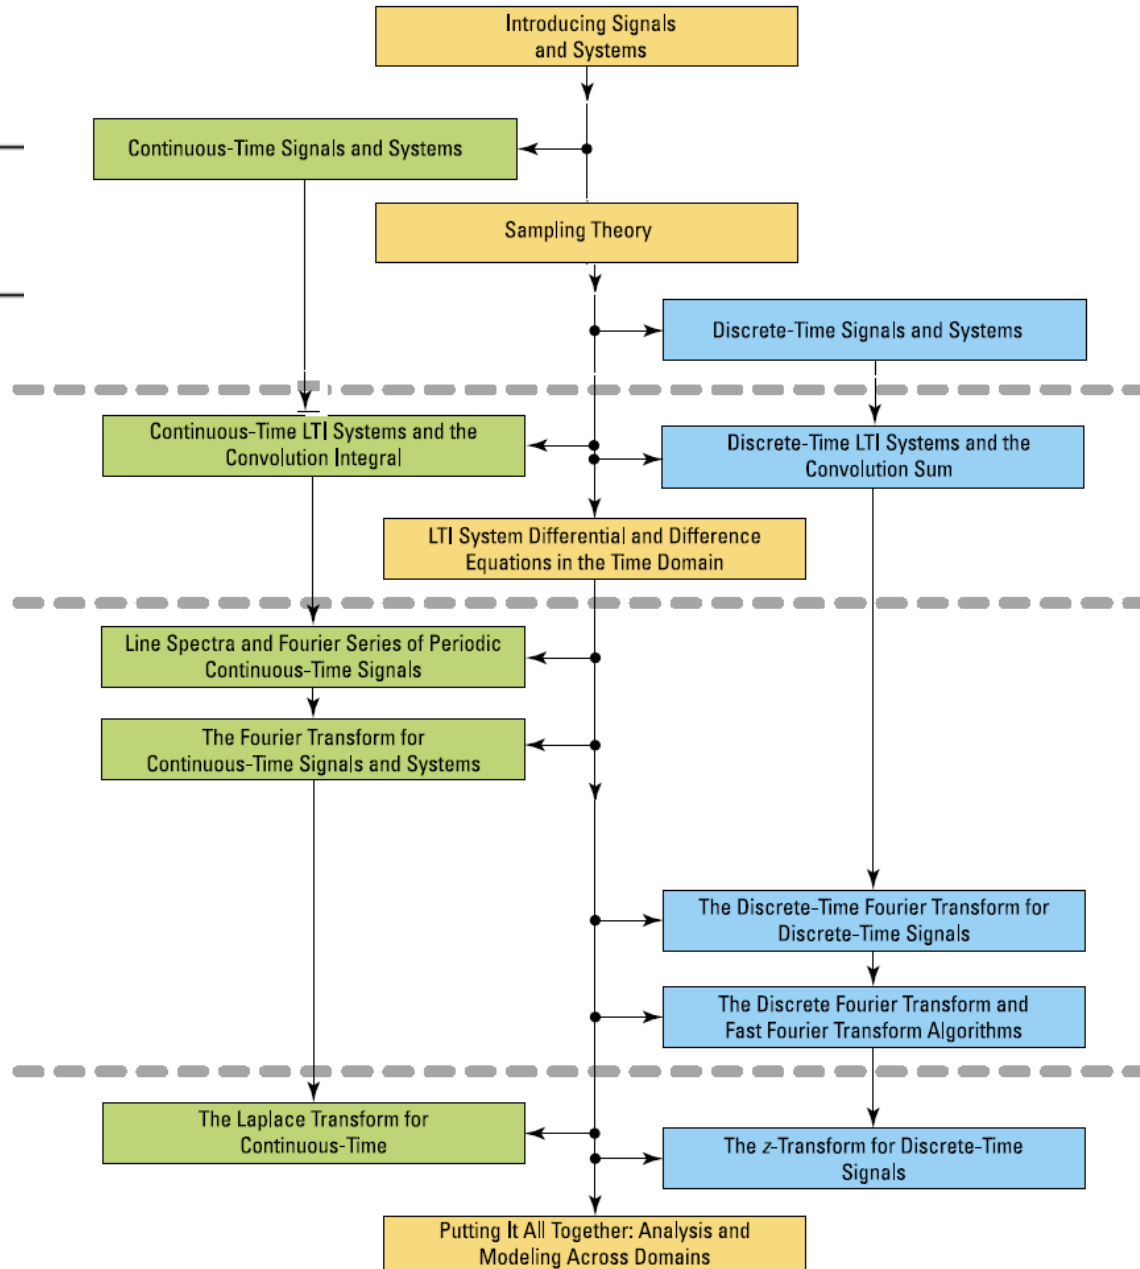 Introducing Signals
and Systems
Continuous-Time Signals and Systems
Sampling Theory
Discrete-Time Signals and Systems
Continuous-Time LTI Systems and the
Convolution Integral
Discrete-Time LTI Systems and the
Convolution Sum
LTI System Differential and Difference
Equations in the Time Domain
Line Spectra and Fourier Series of Periodic
Continuous-Time Signals
The Fourier Transform for
Continuous-Time Signals and Systems
The Discrete-Time Fourier Transform for
Discrete-Time Signals
The Discrete Fourier Transform and
Fast Fourier Transform Algorithms
The Laplace Transform for
Continuous-Time
The z-Transform for Discrete-Time
Signals
Putting It All Together: Analysis and
Modeling Across Domains